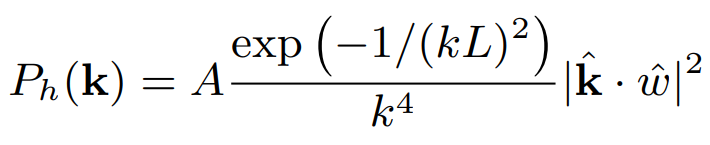 P_h(\mathbf{k}) = A \frac{\exp\left(-1/(kL)^2\right)}{k^4} |\hat{\mathbf{k}} \cdot \hat{w}|^2